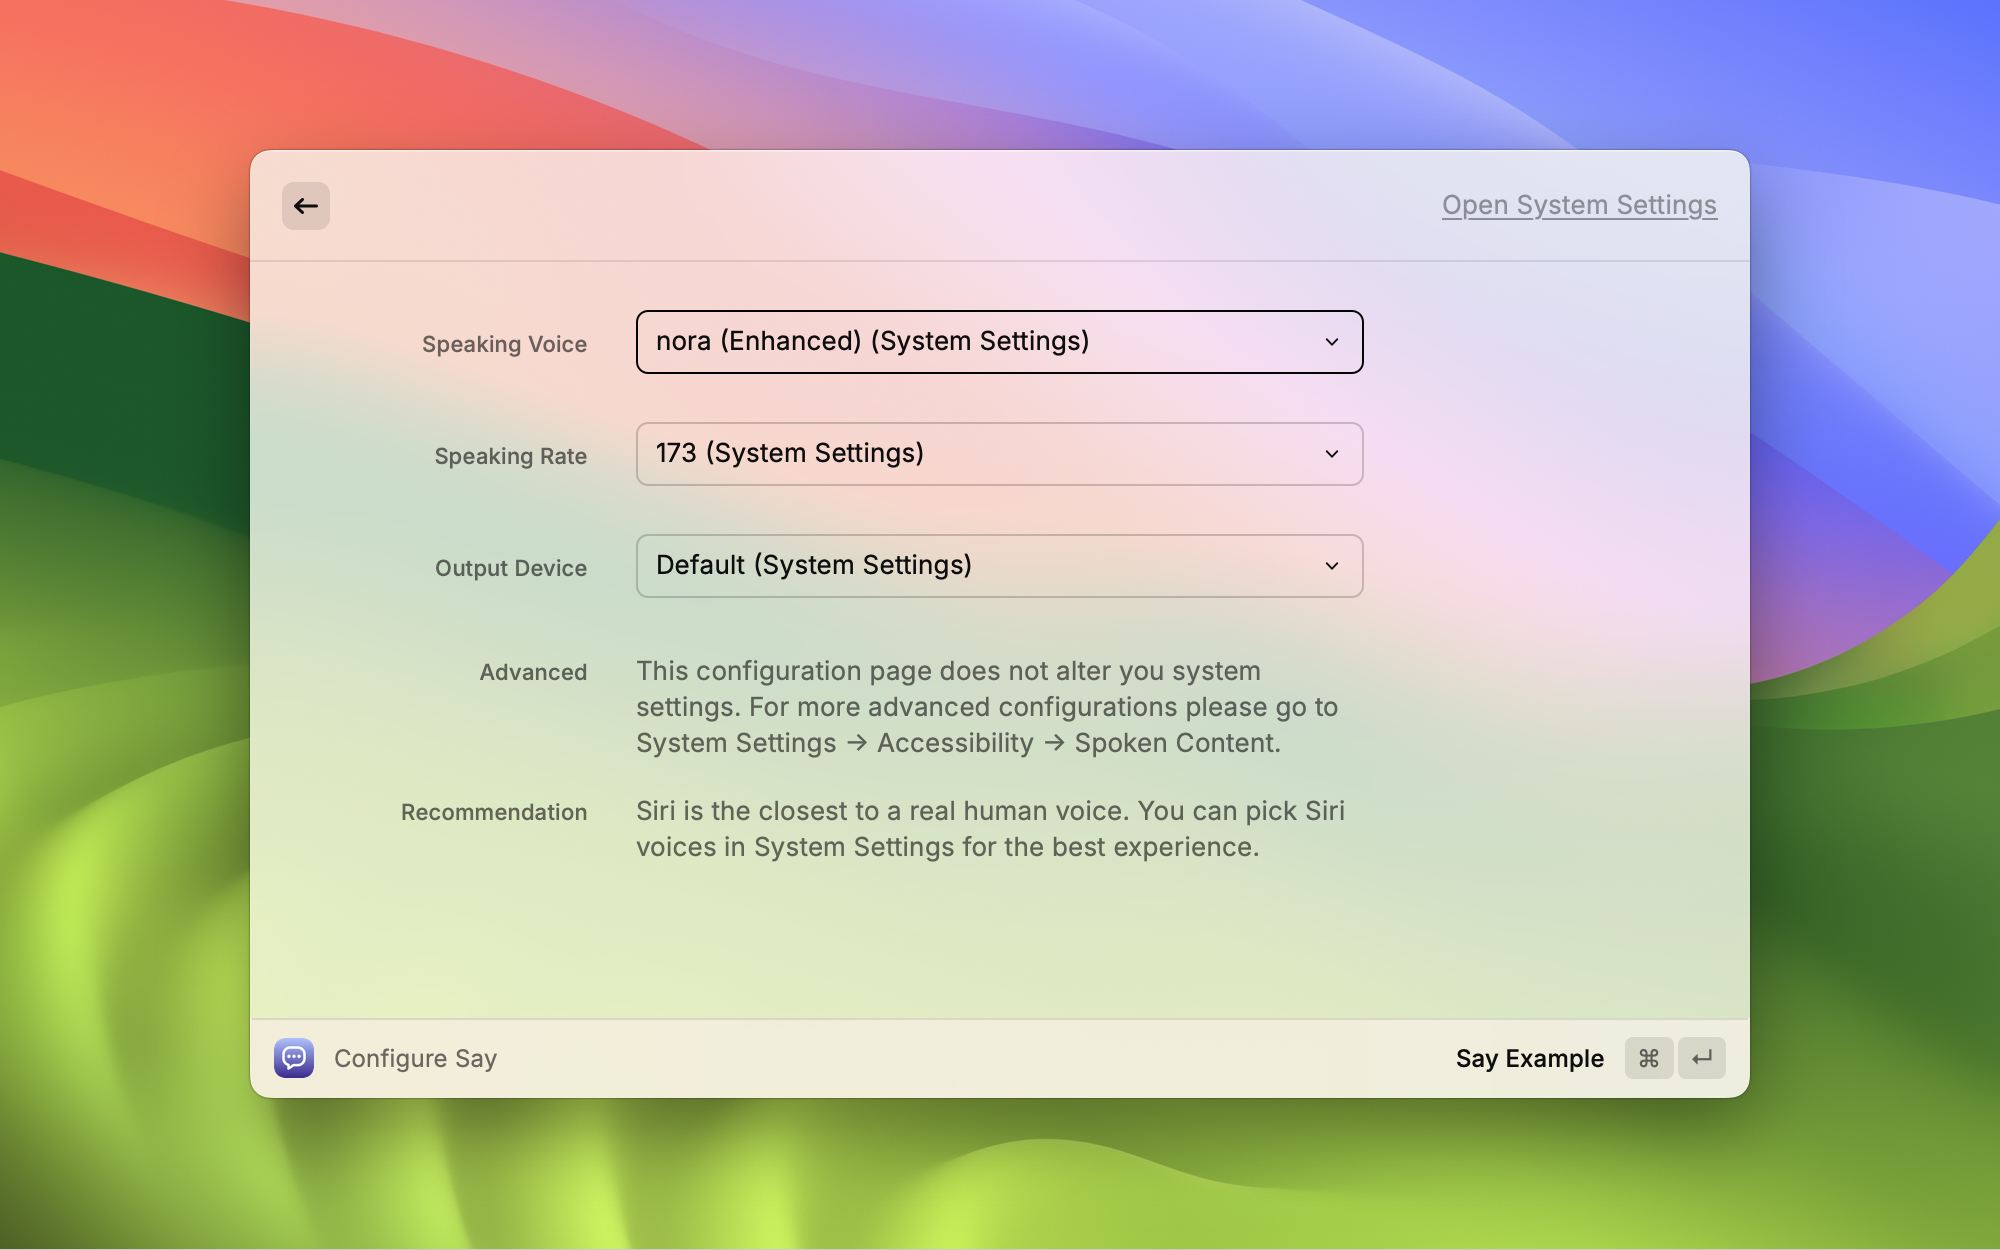 Open System Settings
Speaking Voice
nora (Enhanced) (System Settings)
Speaking Rate
173 (System Settings)
Output Device
Default (System Settings)
Advanced
This configuration page does not alter you system
settings. For more advanced configurations please go to
System Settings → Accessibility → Spoken Content.
Recommendation
Siri is the closest to a real human voice. You can pick Siri
voices in System Settings for the best experience.
Configure Say
Say Example ⌘ ↵